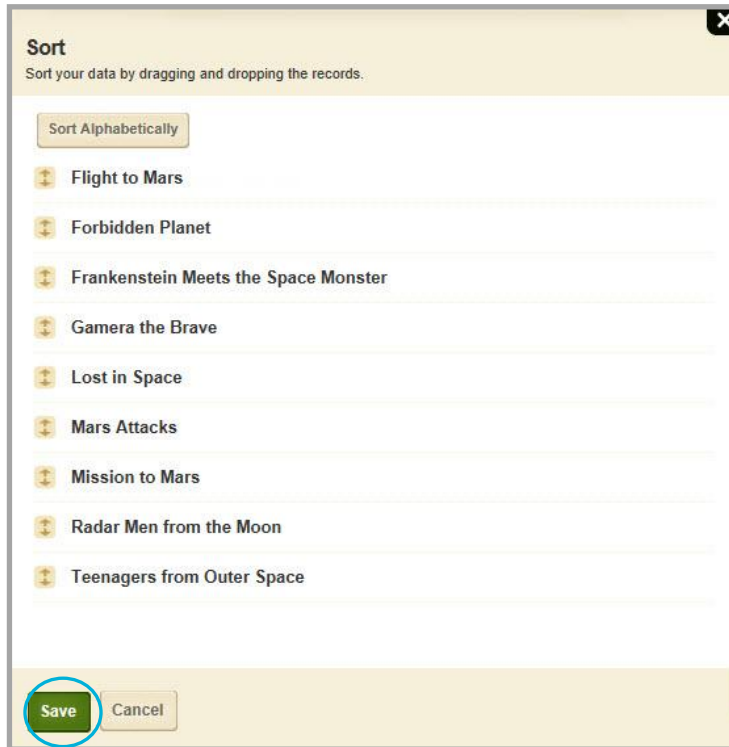 Sort
Sort your data by dragging and dropping the records.
Sort Alphabetically
Flight to Mars
Forbidden Planet
Frankenstein Meets the Space Monster
Gamera the Brave
Lost in Space
Mars Attacks
Mission to Mars
Radar Men from the Moon
Teenagers from Outer Space
Save Cancel